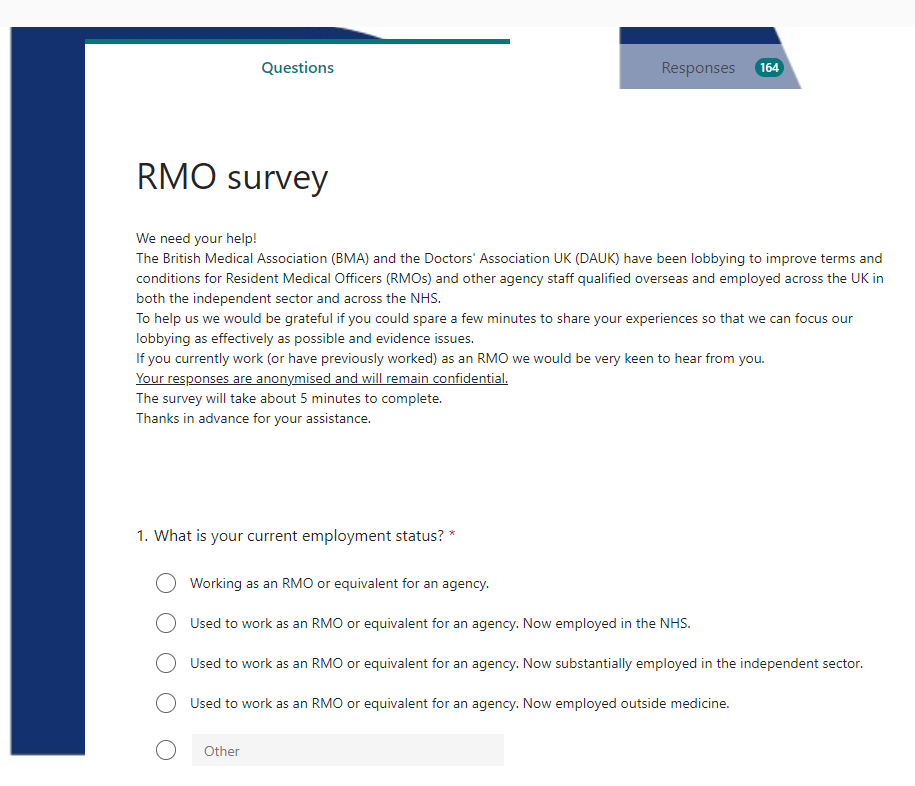 Questions
Responses 164
RMO survey
We need your help!
The British Medical Association (BMA) and the Doctors' Association UK (DAUK) have been lobbying to improve terms and
conditions for Resident Medical Officers (RMOs) and other agency staff qualified overseas and employed across the UK in
both the independent sector and across the NHS.
To help us we would be grateful if you could spare a few minutes to share your experiences so that we can focus our
lobbying as effectively as possible and evidence issues.
If you currently work (or have previously worked) as an RMO we would be very keen to hear from you.
Your responses are anonymised and will remain confidential.
The survey will take about 5 minutes to complete.
Thanks in advance for your assistance.
1. What is your current employment status? *
Working as an RMO or equivalent for an agency.
Used to work as an RMO or equivalent for an agency. Now employed in the NHS.
Used to work as an RMO or equivalent for an agency. Now substantially employed in the independent sector.
Used to work as an RMO or equivalent for an agency. Now employed outside medicine.
Other